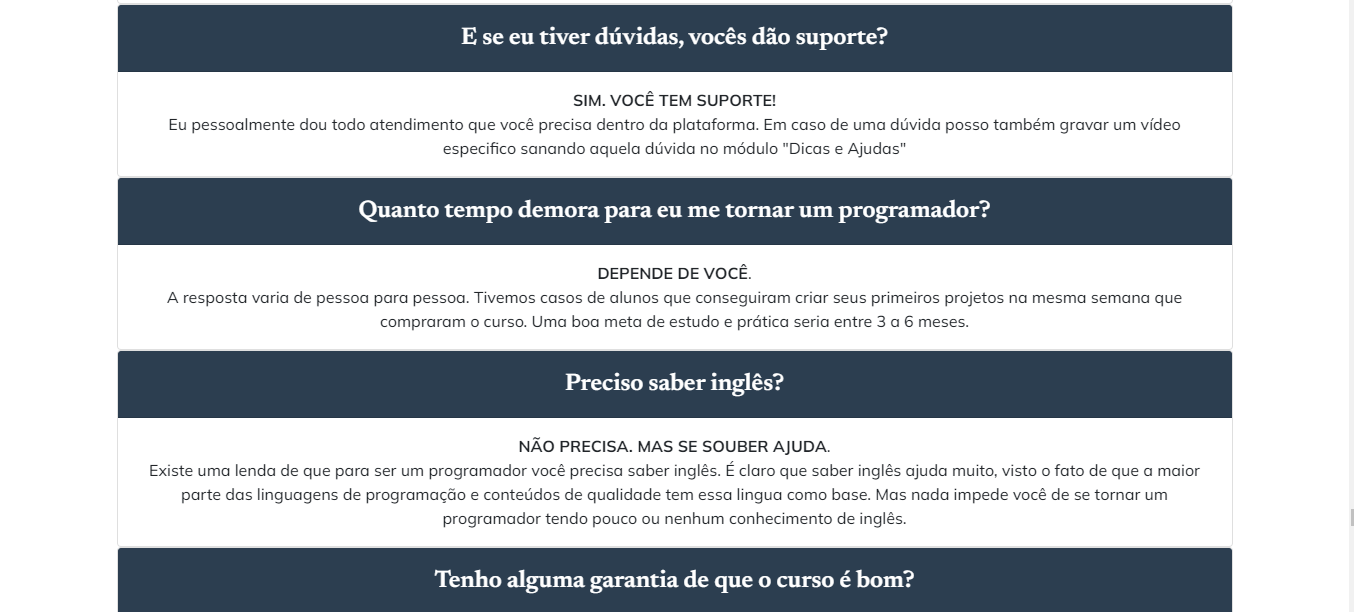 E se eu tiver dúvidas, vocês dão suporte?
SIM. VOCÊ TEM SUPORTE!
Eu pessoalmente dou todo atendimento que você precisa dentro da plataforma. Em caso de uma dúvida posso também gravar um vídeo
especifico sanando aquela dúvida no módulo "Dicas e Ajudas"
Quanto tempo demora para eu me tornar um programador?
DEPENDE DE VOCÊ.
A resposta varia de pessoa para pessoa. Tivemos casos de alunos que conseguiram criar seus primeiros projetos na mesma semana que
compraram o curso. Uma boa meta de estudo e prática seria entre 3 a 6 meses.
Preciso saber inglês?
NÃO PRECISA. MAS SE SOUBER AJUDA.
Existe uma lenda de que para ser um programador você precisa saber inglês. É claro que saber inglês ajuda muito, visto o fato de que a maior
parte das linguagens de programação e conteúdos de qualidade tem essa lingua como base. Mas nada impede você de se tornar um
programador tendo pouco ou nenhum conhecimento de inglês.
Tenho alguma garantia de que o curso é bom?